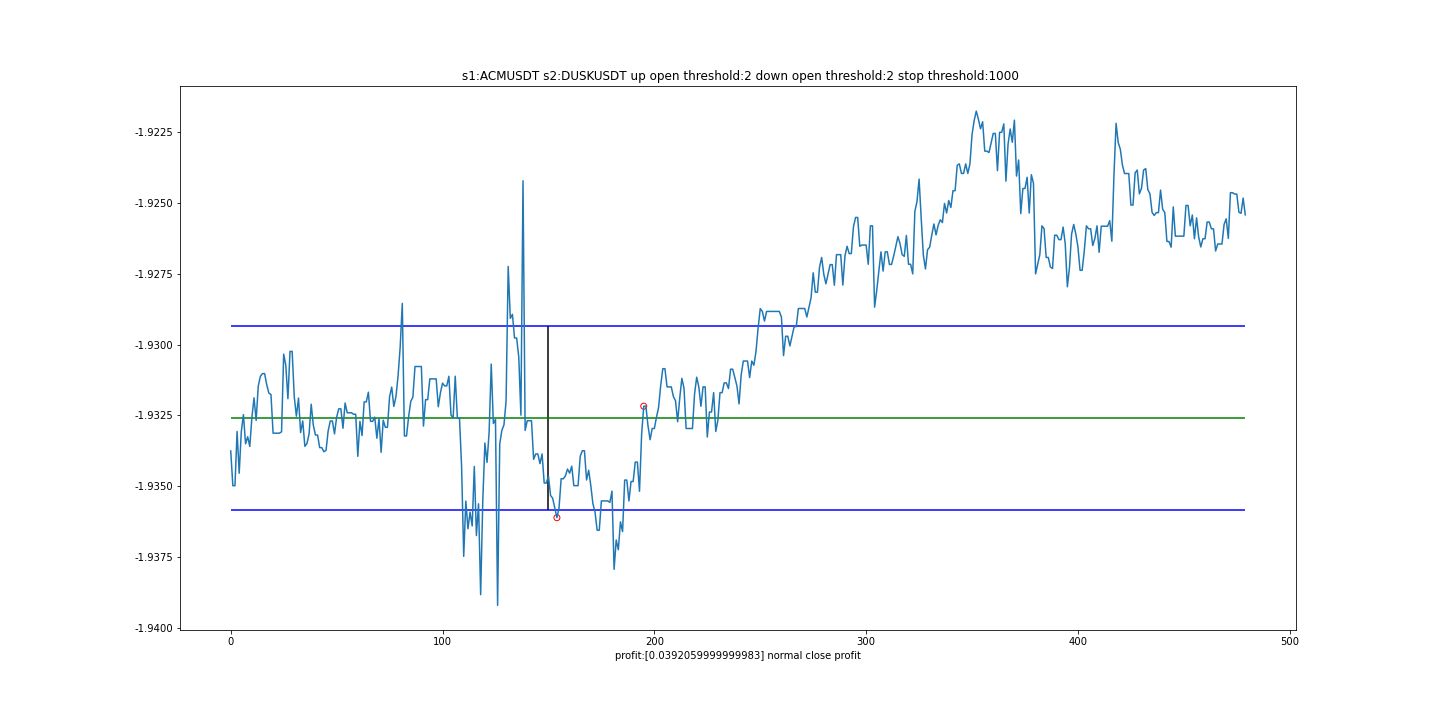 s1:ACMUSDT s2:DUSKUSDT up open threshold:2 down open threshold:2 stop threshold:1000
-1.9225
-1.9250
-1.9275
-1.9300
-1.9325
-1.9350
-1.9375
-1.9400
0 100 200 300 400 500
profit:[0.0392059999999983] normal close profit